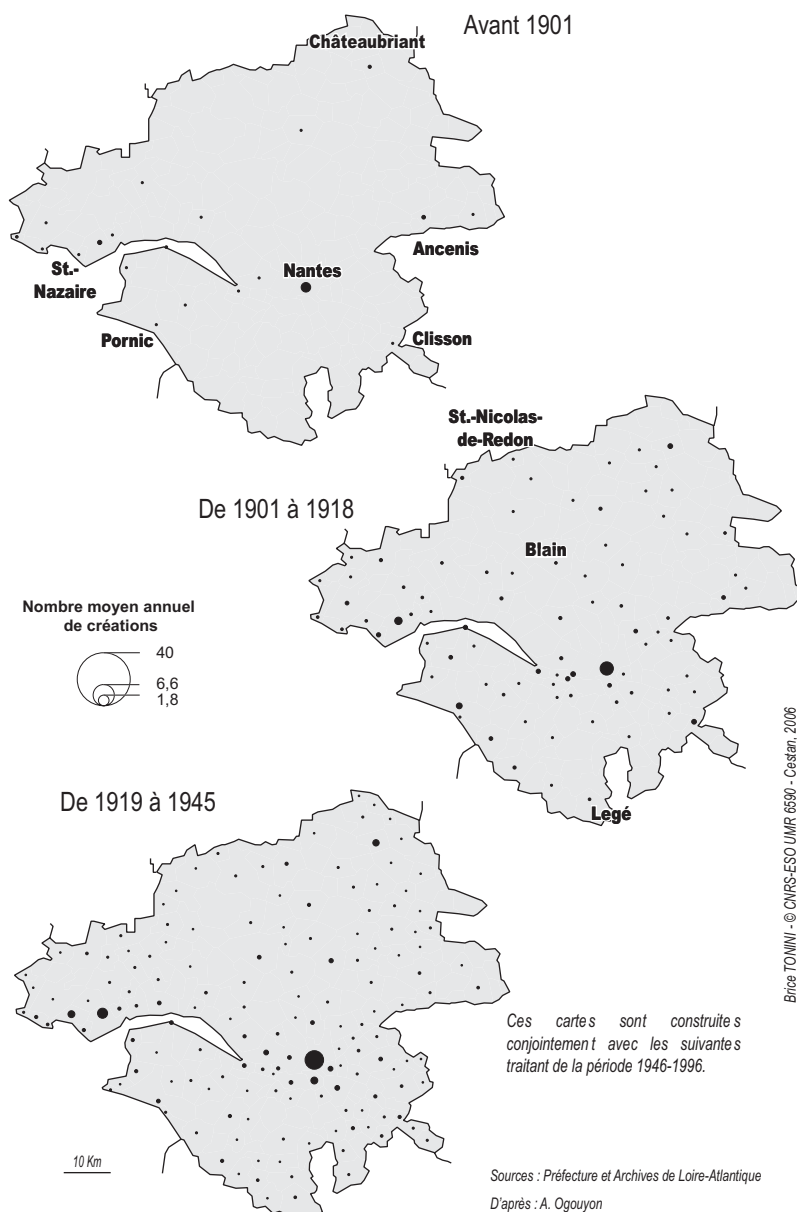 Avant 1901
Châteaubriant
Ancenis
St.-
Nazaire
Nantes
Pornic
Clisson
St.-Nicolas-
de-Redon
De 1901 à 1918
Blain
Nombre moyen annuel
de créations
40
6,6
1,8
Legé
De 1919 à 1945
Ces cartes sont construites
conjointement avec les suivantes
traitant de la période 1946-1996.
10 Km
Sources : Préfecture et Archives de Loire-Atlantique
D'après : A. Ogouyon
Brice TONINI - © CNRS-ESO UMR 6590 - Cestan, 2006